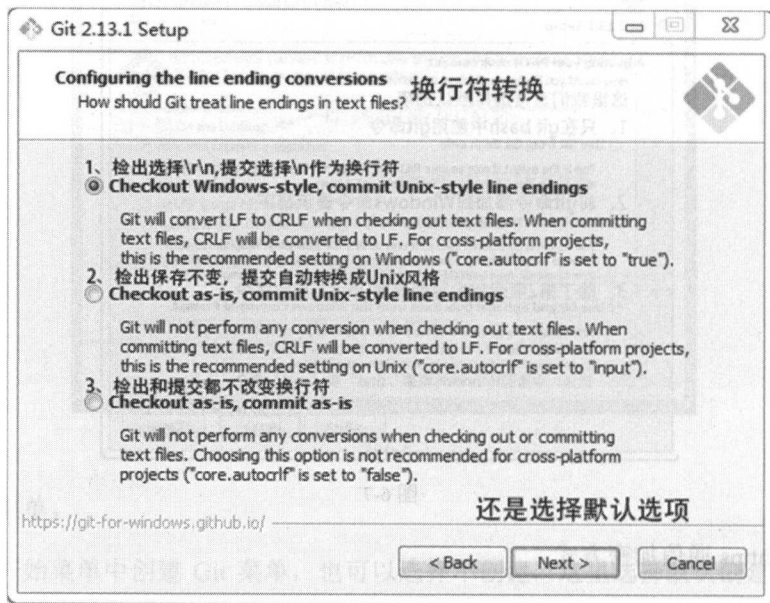 Git 2.13.1 Setup
Configuring the line ending conversions 换行符转换
How should Git treat line endings in text files?
1、检出选择\r\n,提交选择\n作为换行符
Checkout Windows-style, commit Unix-style line endings
Git will convert LF to CRLF when checking out text files. When committing
text files, CRLF will be converted to LF. For cross-platform projects,
this is the recommended setting on Windows ("core.autocrlf" is set to "true").
2、检出保存不变，提交自动转换成Unix风格
Checkout as-is, commit Unix-style line endings
Git will not perform any conversion when checking out text files. When
committing text files, CRLF will be converted to LF. For cross-platform projects,
this is the recommended setting on Unix ("core.autocrlf" is set to "input").
3、检出和提交都不改变换行符
Checkout as-is, commit as-is
Git will not perform any conversions when checking out or committing
text files. Choosing this option is not recommended for cross-platform
projects ("core.autocrlf" is set to "false").
还是选择默认选项
https://git-for-windows.github.io/
< Back
Next >
Cancel